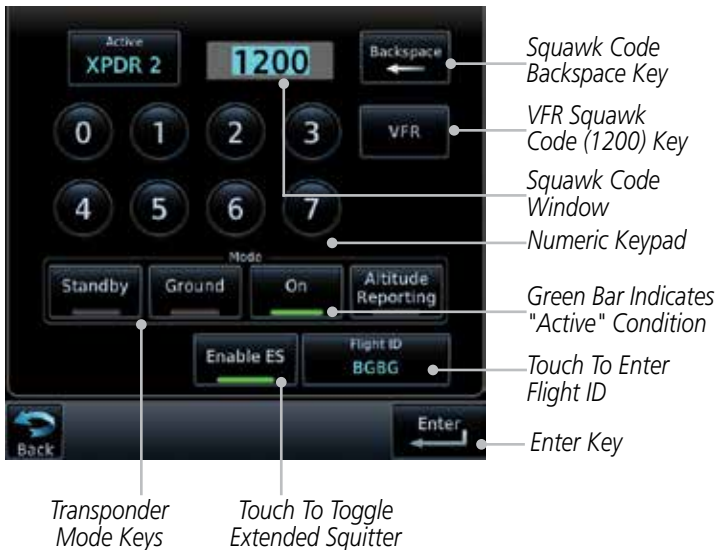 Active
XPDR 2
1200
Backspace
0 1 2 3
VFR
4 5 6 7
Mode
Standby
Ground
On
Altitude
Reporting
Enable ES
Flight ID
BGBG
Back
Enter
Squawk Code
Backspace Key
VFR Squawk
Code (1200) Key
Squawk Code
Window
Numeric Keypad
Green Bar Indicates
"Active" Condition
Touch To Enter
Flight ID
Enter Key
Transponder
Mode Keys
Touch To Toggle
Extended Squitter